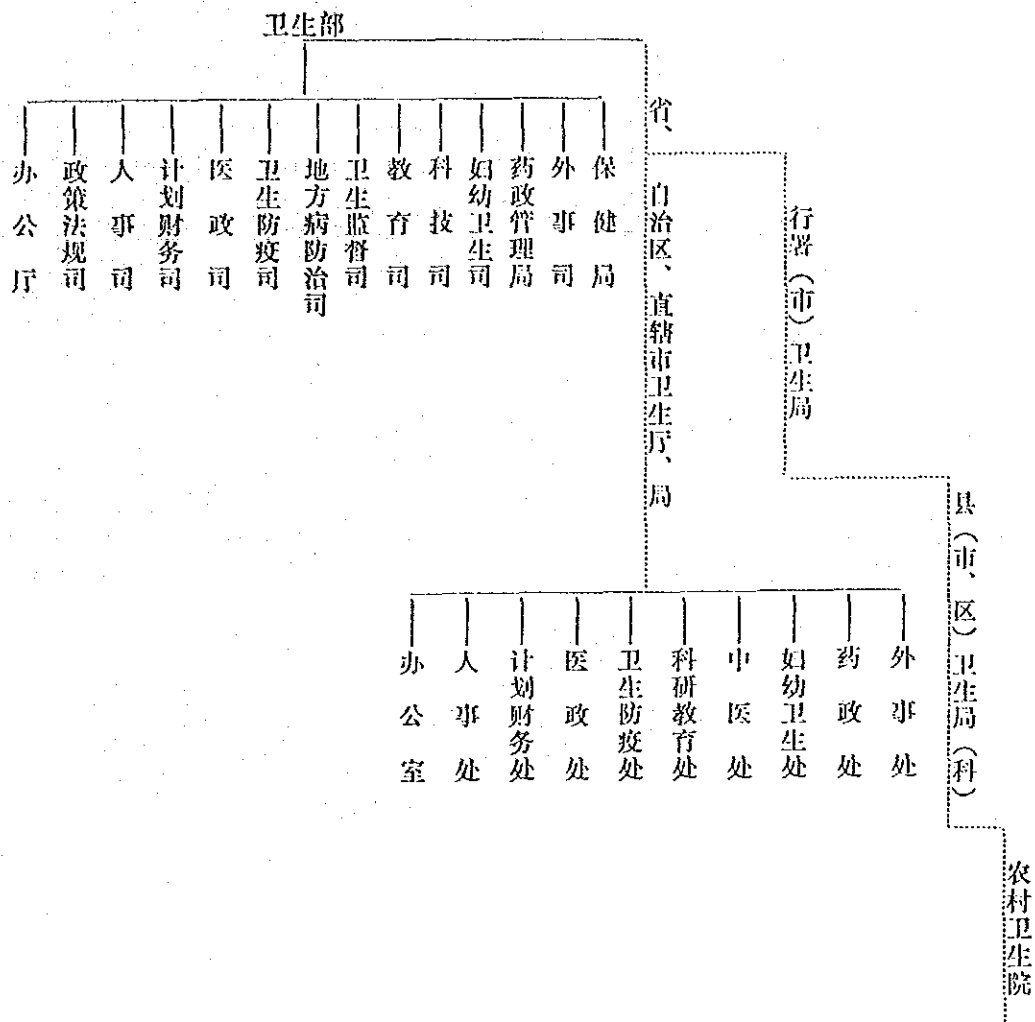 卫生部
办公厅
政策法规司
人事司
计划财务司
医政司
卫生防疫司
地方病防治司
卫生监督司
教育司
科技司
妇幼卫生司
药政管理局
外事司
保健局
省、自治区、直辖市卫生厅、局
行署(市)卫生局
县(市、区)卫生局(科)
办公室
人事处
计划财务处
医政处
卫生防疫处
科研教育处
中医处
妇幼卫生处
药政处
外事处
农村卫生院